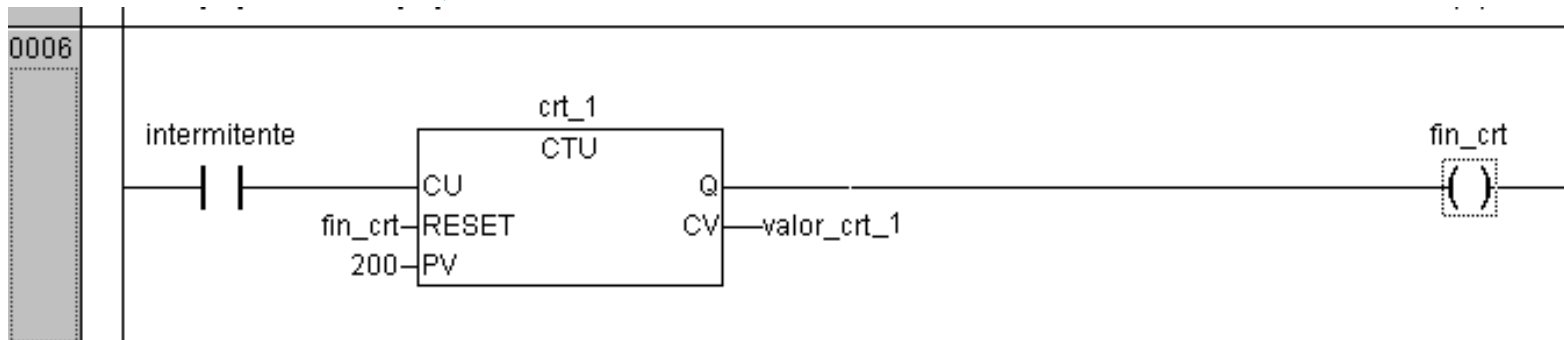 0006
crt_1
intermitente
CTU
fin_crt
CU
Q
fin_crt
RESET
CV
valor_crt_1
200
PV